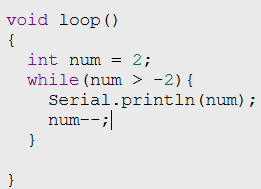 void loop()
{
  int num = 2;
  while(num > -2){
    Serial.println(num);
    num--;
  }

}